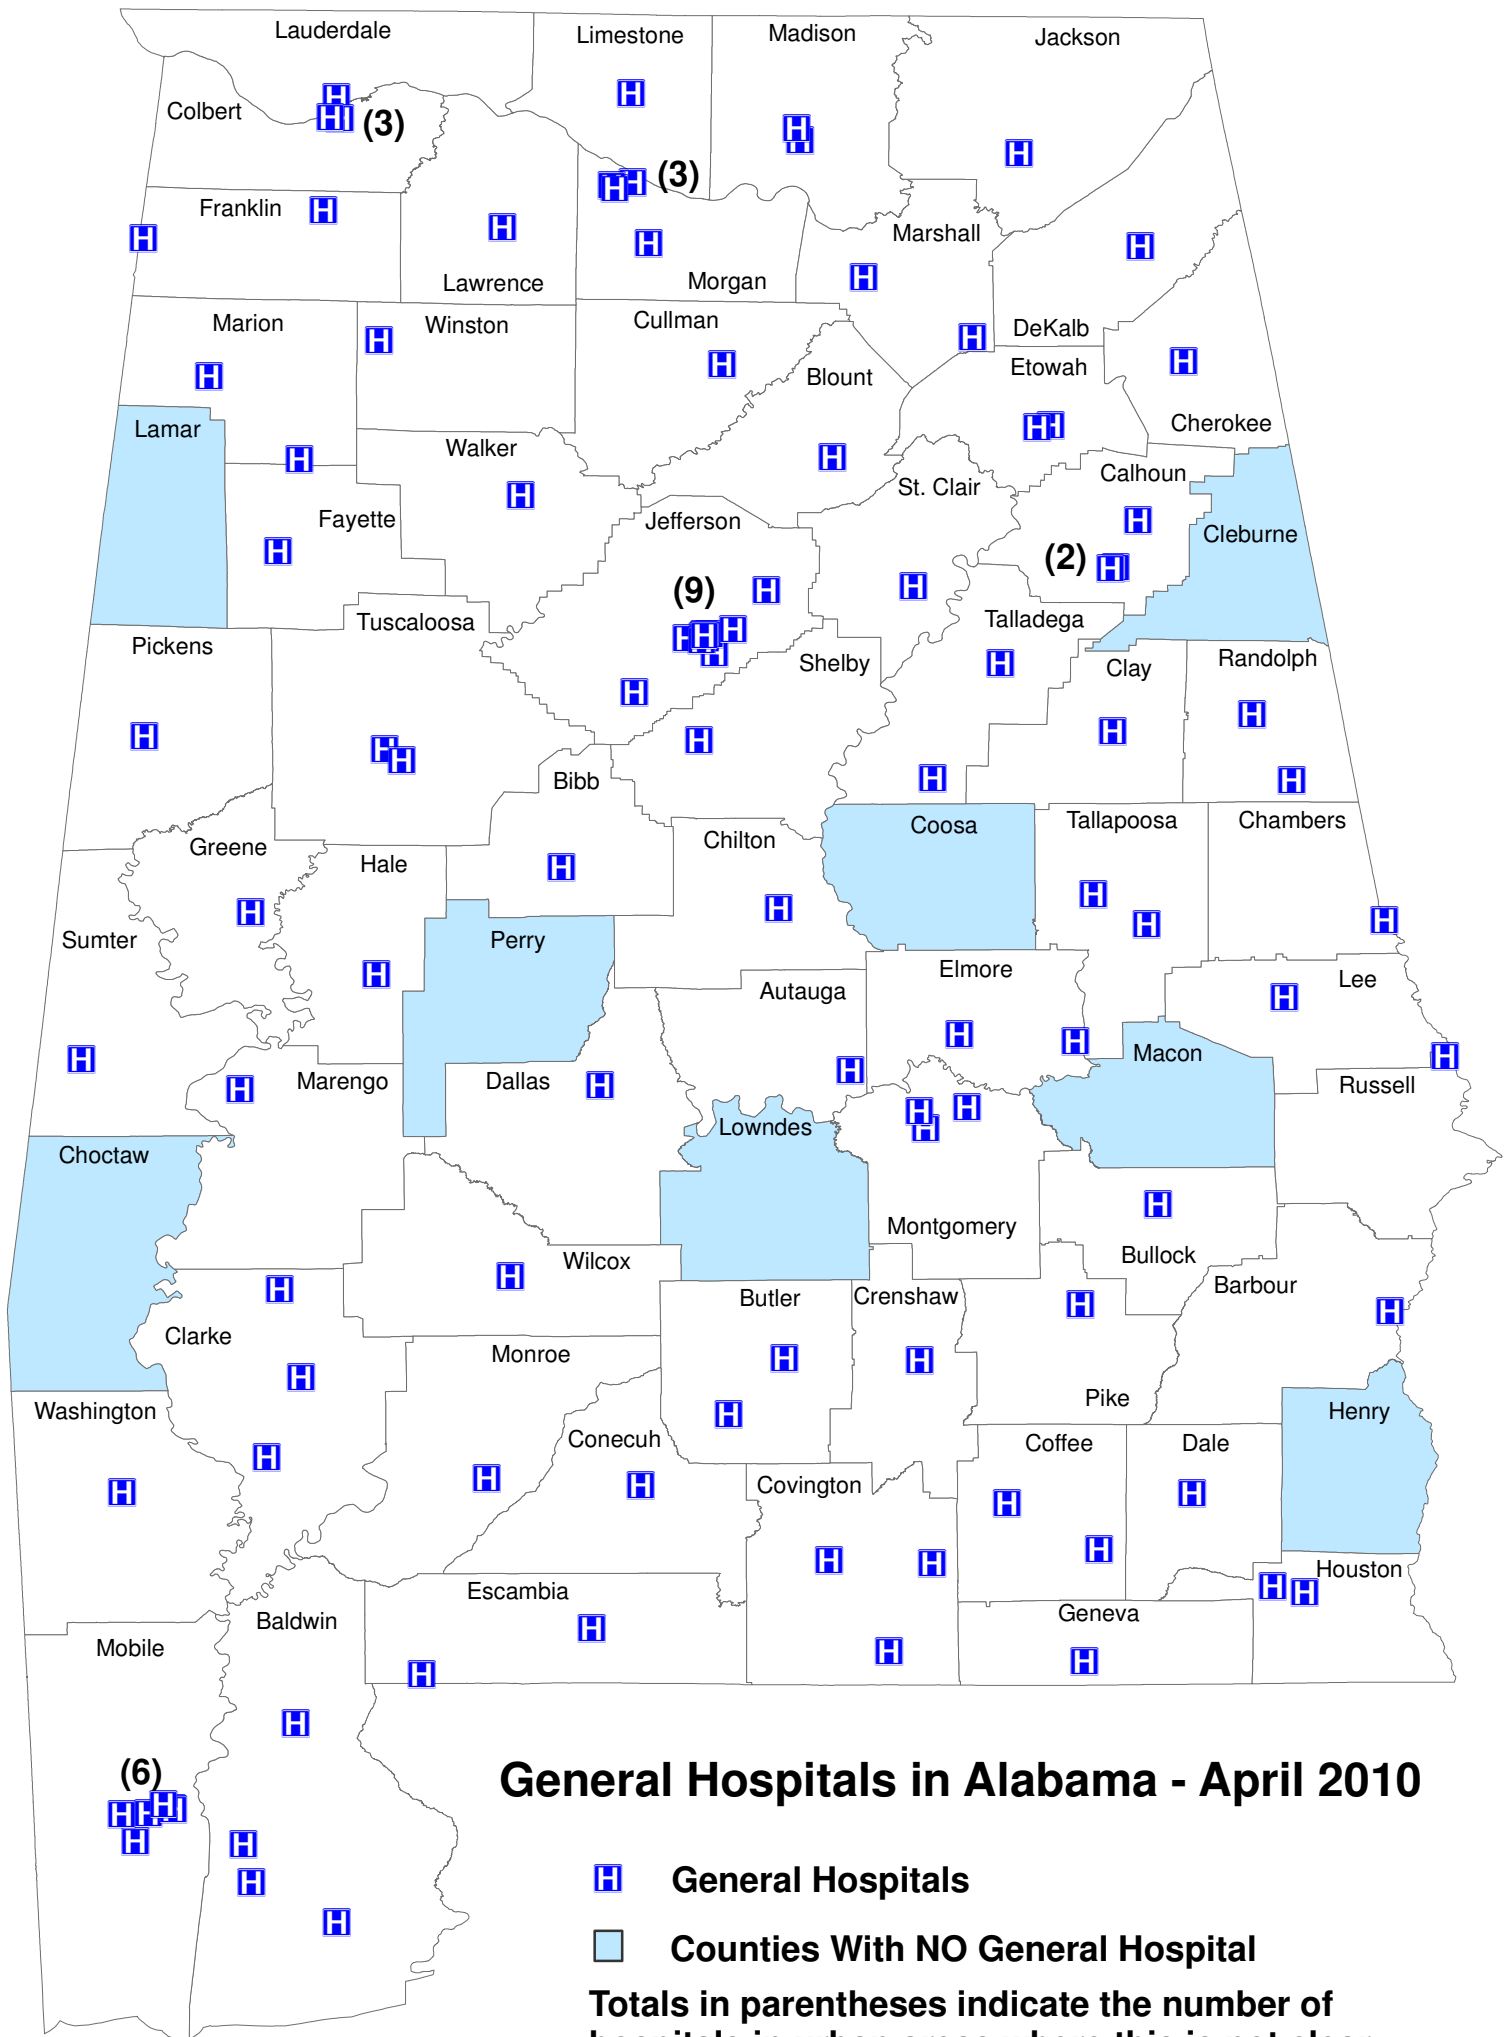 Lauderdale
Limestone
Madison
Jackson
Colbert
(3)
(3)
Franklin
Marshall
Lawrence
Morgan
Marion
Winston
Cullman
DeKalb
Blount
Etowah
Lamar
Cherokee
Walker
St. Clair
Calhoun
Fayette
Jefferson
Cleburne
(2)
(9)
Tuscaloosa
Talladega
Pickens
Shelby
Clay
Randolph
Bibb
Coosa
Tallapoosa
Chambers
Greene
Chilton
Hale
Sumter
Perry
Elmore
Lee
Autauga
Macon
Marengo
Dallas
Russell
Lowndes
Choctaw
Montgomery
Wilcox
Bullock
Barbour
Butler
Crenshaw
Clarke
Monroe
Pike
Washington
Henry
Conecuh
Coffee
Dale
Covington
Houston
Escambia
Geneva
Baldwin
Mobile
(6)
General Hospitals in Alabama - April 2010
H General Hospitals
Counties With NO General Hospital
Totals in parentheses indicate the number of